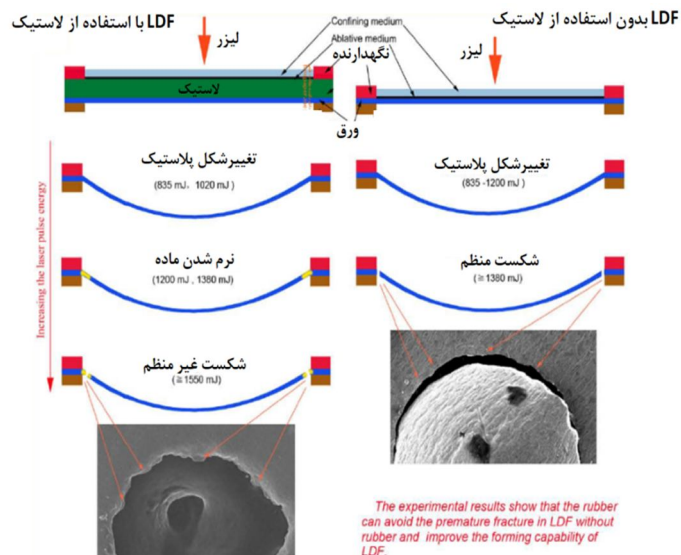 LDF با استفاده از لاستیک
لیزر
Confining medium
Ablative medium
نگهدارنده
لاستیک
ورق
LDF بدون استفاده از لاستیک
لیزر
Increasing the laser pulse energy
تغییرشکل پلاستیک
(835 mJ، 1020 mJ )
تغییرشکل پلاستیک
(835 -1200 mJ)
نرم شدن ماده
(1200 mJ , 1380 mJ)
شکست منظم
(≧1380 mJ)
شکست غیر منظم
(≧1550 mJ)
The experimental results show that the rubber
can avoid the premature fracture in LDF without
rubber and improve the forming capability of
LDF.